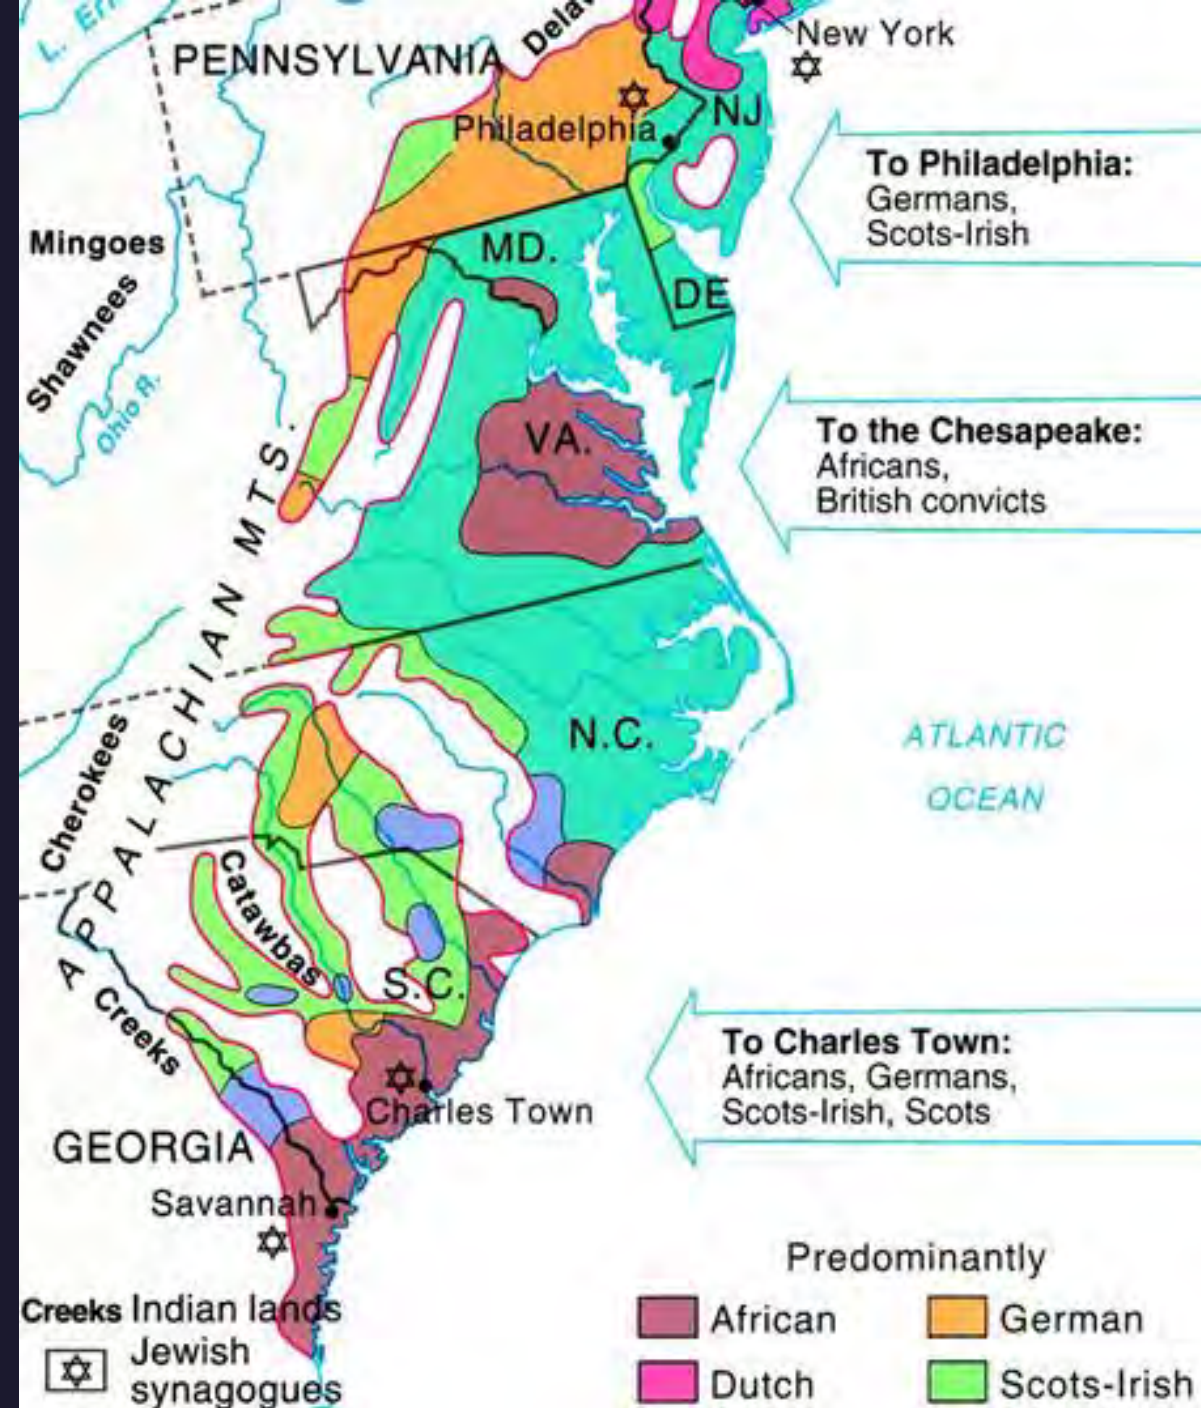 L. Erie
PENNSYLVANIA
New York
Philadelphia
NJ
To Philadelphia:
Germans,
Scots-Irish
Mingoes
MD.
Shawnees
DE
Ohio R.
To the Chesapeake:
Africans,
British convicts
VA.
APPALACHIAN MTS.
N.C.
ATLANTIC
OCEAN
Cherokees
Catawbas
S.C.
Creeks
To Charles Town:
Africans, Germans,
Scots-Irish, Scots
Charles Town
GEORGIA
Savannah
Predominantly
Creeks Indian lands
African
German
Jewish
synagogues
Dutch
Scots-Irish